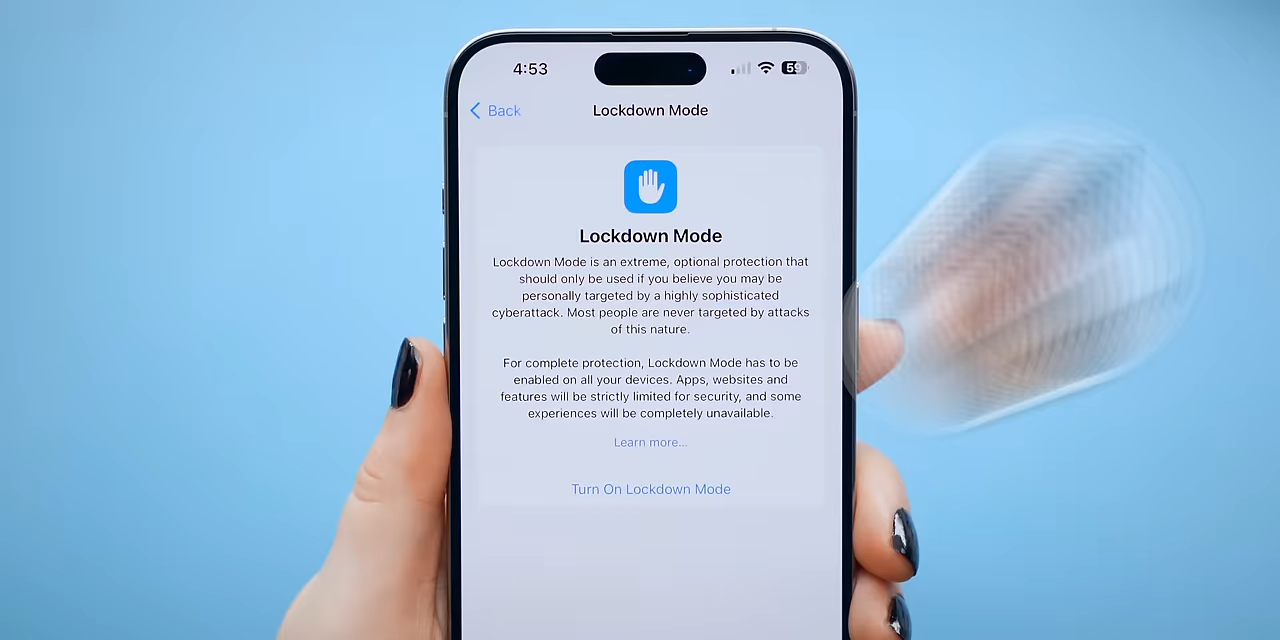 4:53
59
Back
Lockdown Mode
Lockdown Mode
Lockdown Mode is an extreme, optional protection that
should only be used if you believe you may be
personally targeted by a highly sophisticated
cyberattack. Most people are never targeted by attacks
of this nature.
For complete protection, Lockdown Mode has to be
enabled on all your devices. Apps, websites and
features will be strictly limited for security, and some
experiences will be completely unavailable.
Learn more...
Turn On Lockdown Mode